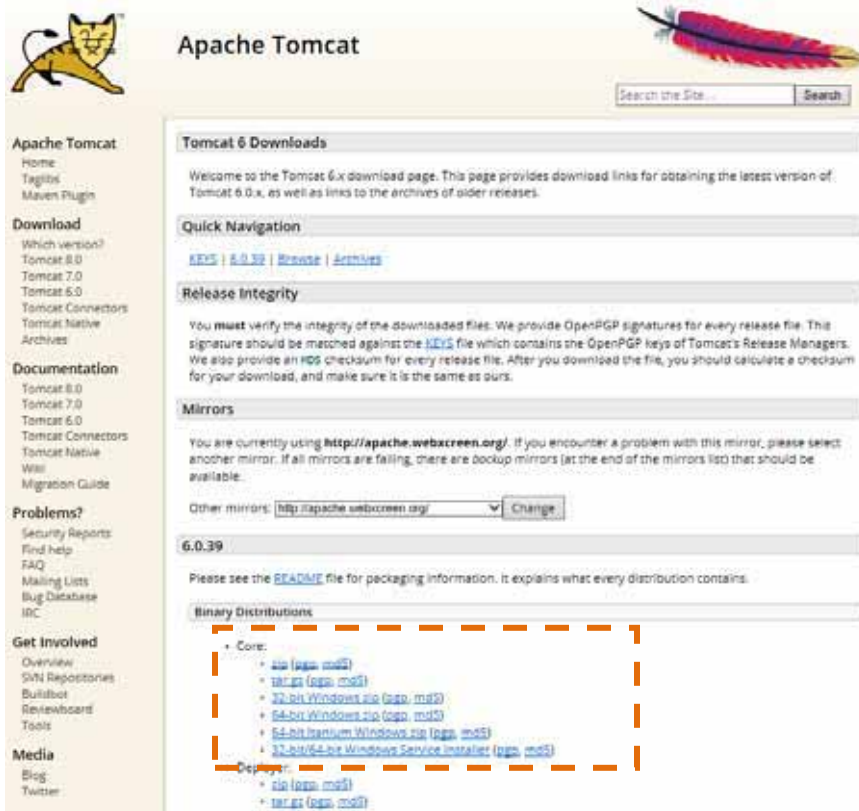 Apache Tomcat
Search the Site...
Search
Apache Tomcat
Home
Taglibs
Maven Plugin
Download
Which version?
Tomcat 8.0
Tomcat 7.0
Tomcat 6.0
Tomcat Connectors
Tomcat Native
Archives
Documentation
Tomcat 8.0
Tomcat 7.0
Tomcat 6.0
Tomcat Connectors
Tomcat Native
Wiki
Migration Guide
Problems?
Security Reports
Find help
FAQ
Mailing Lists
Bug Database
IRC
Get Involved
Overview
SVN Repositories
Buildbot
Reviewboard
Tools
Media
Blog
Twitter
Tomcat 6 Downloads
Welcome to the Tomcat 6.x download page. This page provides download links for obtaining the latest version of
Tomcat 6.0.x, as well as links to the archives of older releases.
Quick Navigation
KEYS | 6.0.39 | Browse | Archives
Release Integrity
You must verify the integrity of the downloaded files. We provide OpenPGP signatures for every release file. This
signature should be matched against the KEYS file which contains the OpenPGP keys of Tomcat's Release Managers.
We also provide an MD5 checksum for every release file. After you download the file, you should calculate a checksum
for your download, and make sure it is the same as ours.
Mirrors
You are currently using http://apache.webxcreen.org/. If you encounter a problem with this mirror, please select
another mirror. If all mirrors are failing, there are backup mirrors (at the end of the mirrors list) that should be
available.
Other mirrors: http://apache.webxcreen.org/ Change
6.0.39
Please see the README file for packaging information. It explains what every distribution contains.
Binary Distributions
• Core:
• zip (pgp, md5)
• tar.gz (pgp, md5)
• 32-bit Windows zip (pgp, md5)
• 64-bit Windows zip (pgp, md5)
• 64-bit Itanium Windows zip (pgp, md5)
• 32-bit/64-bit Windows Service Installer (pgp, md5)
• Deployer:
• zip (pgp, md5)
• tar.gz (pgp, md5)